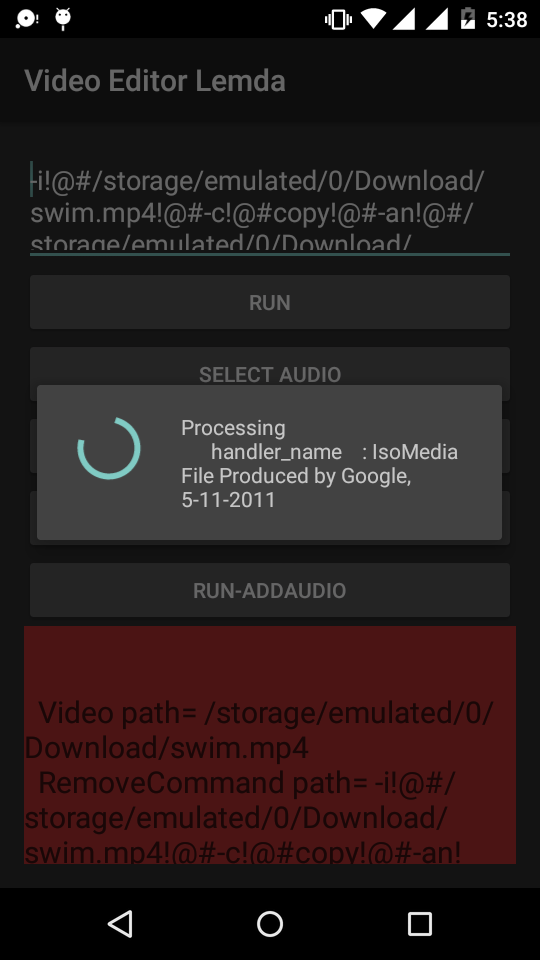 5:38
Video Editor Lemda
-i!@#/storage/emulated/0/Download/
swim.mp4!@#-c!@#copy!@#-an!@#/
storage/emulated/0/Download/
RUN
SELECT AUDIO
Processing
handler_name : IsoMedia
File Produced by Google,
5-11-2011
RUN-ADDAUDIO
Video path= /storage/emulated/0/
Download/swim.mp4
RemoveCommand path= -i!@#/
storage/emulated/0/Download/
swim.mp4!@#-c!@#copy!@#-an!